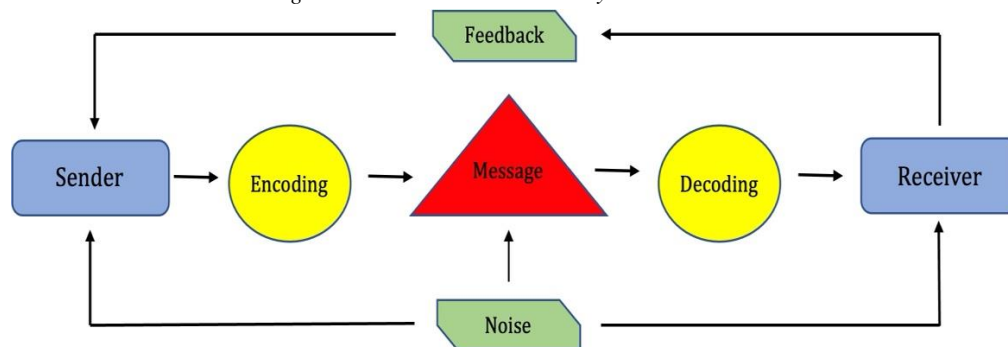 Feedback
Sender
Encoding
Message
Decoding
Receiver
Noise